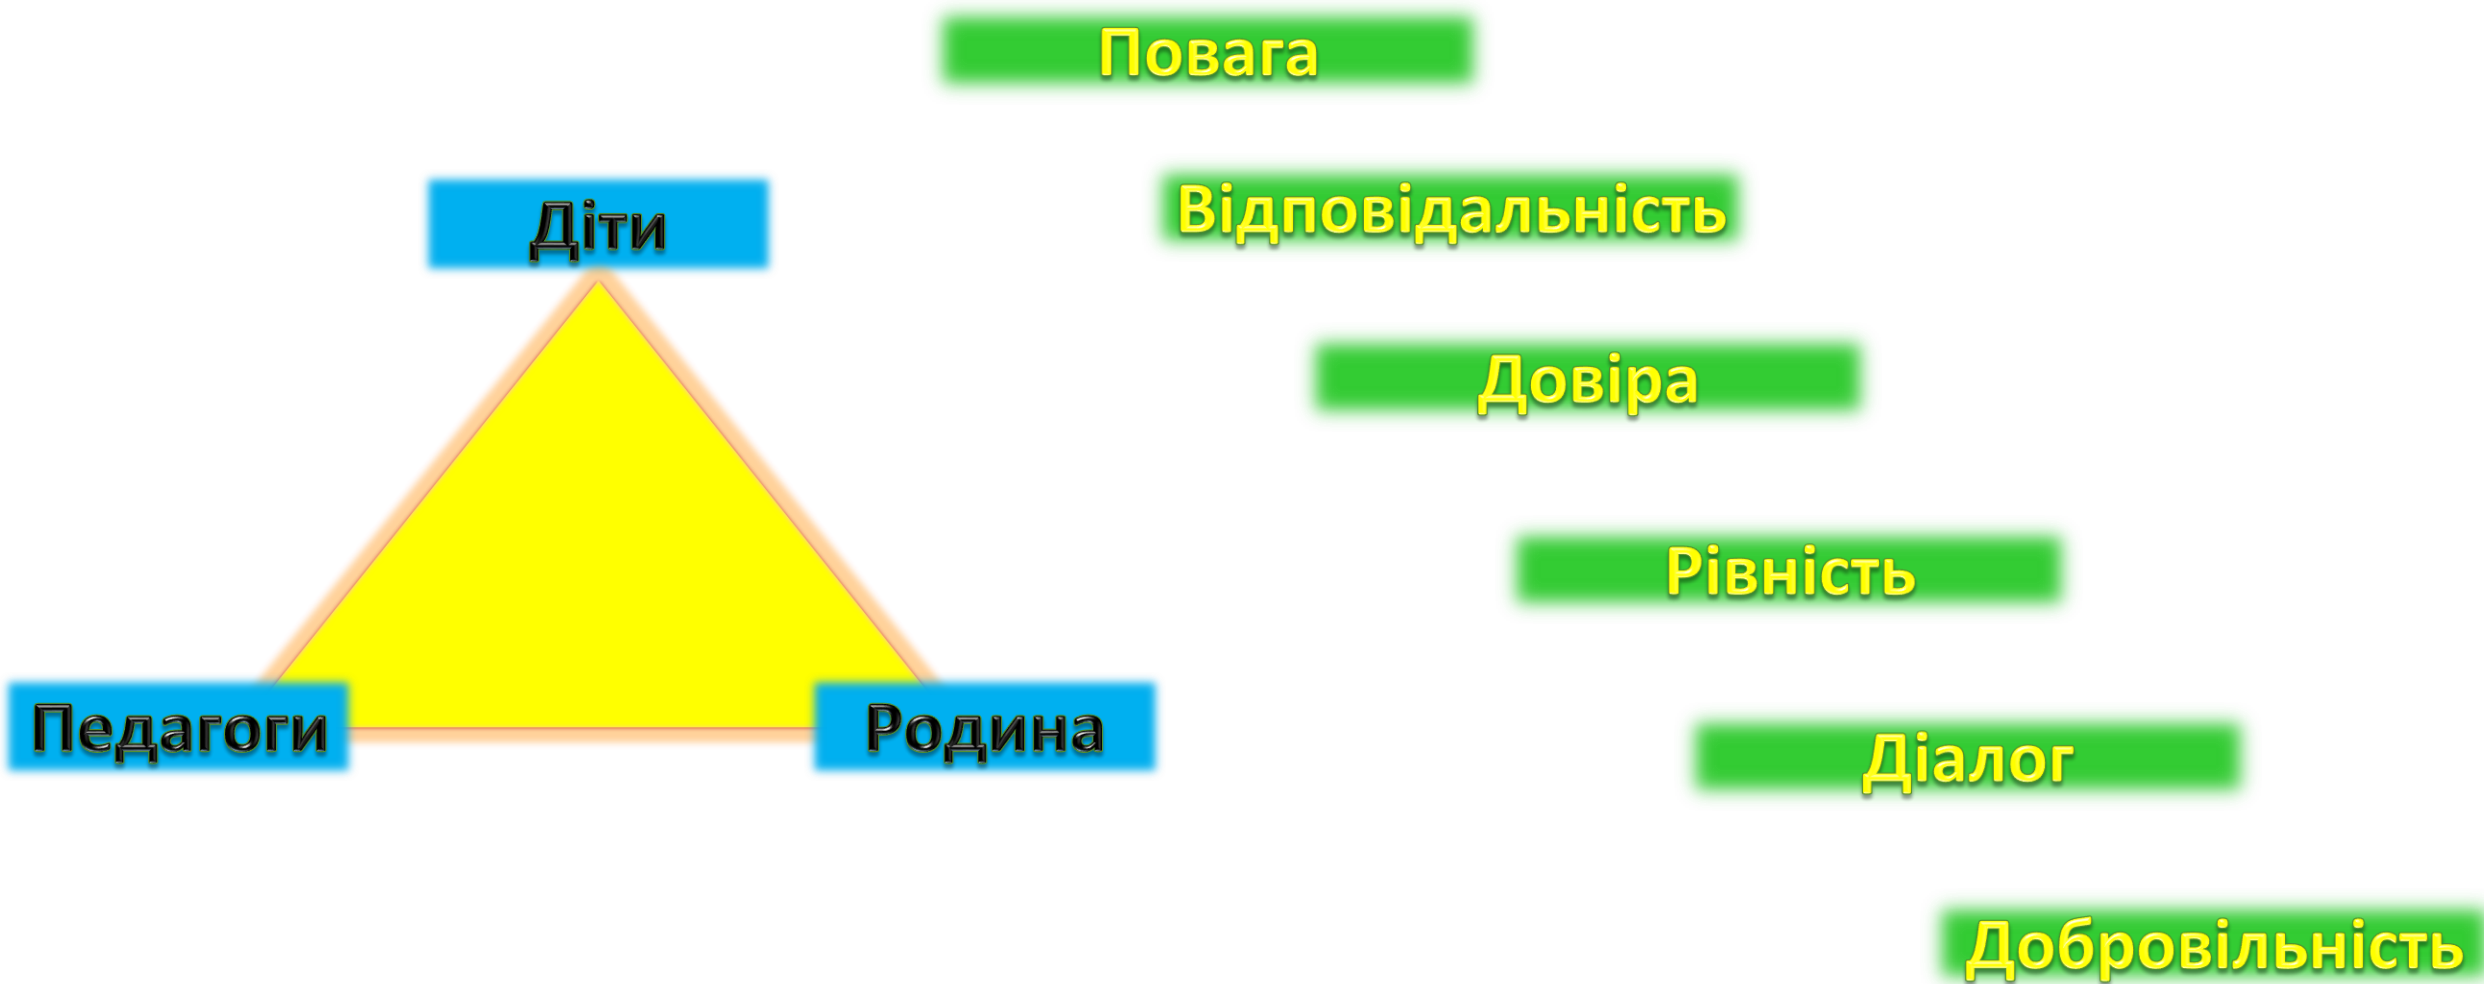 Повага
Діти
Відповідальність
Довіра
Рівність
Педагоги
Родина
Діалог
Добровільність